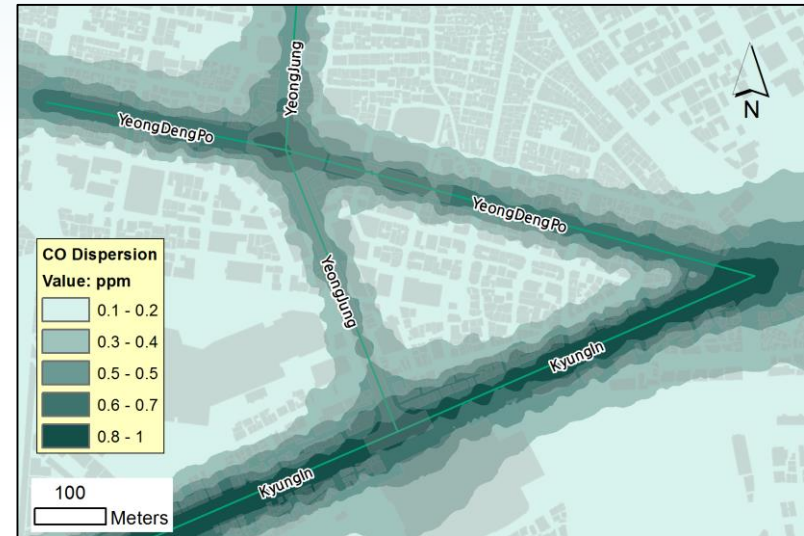 YeongJung
YeongDengPo
N
YeongDengPo
YeongJung
CO Dispersion
Value: ppm
0.1 - 0.2
0.3 - 0.4
0.5 - 0.5
0.6 - 0.7
0.8 - 1
KyungIn
KyungIn
100
Meters